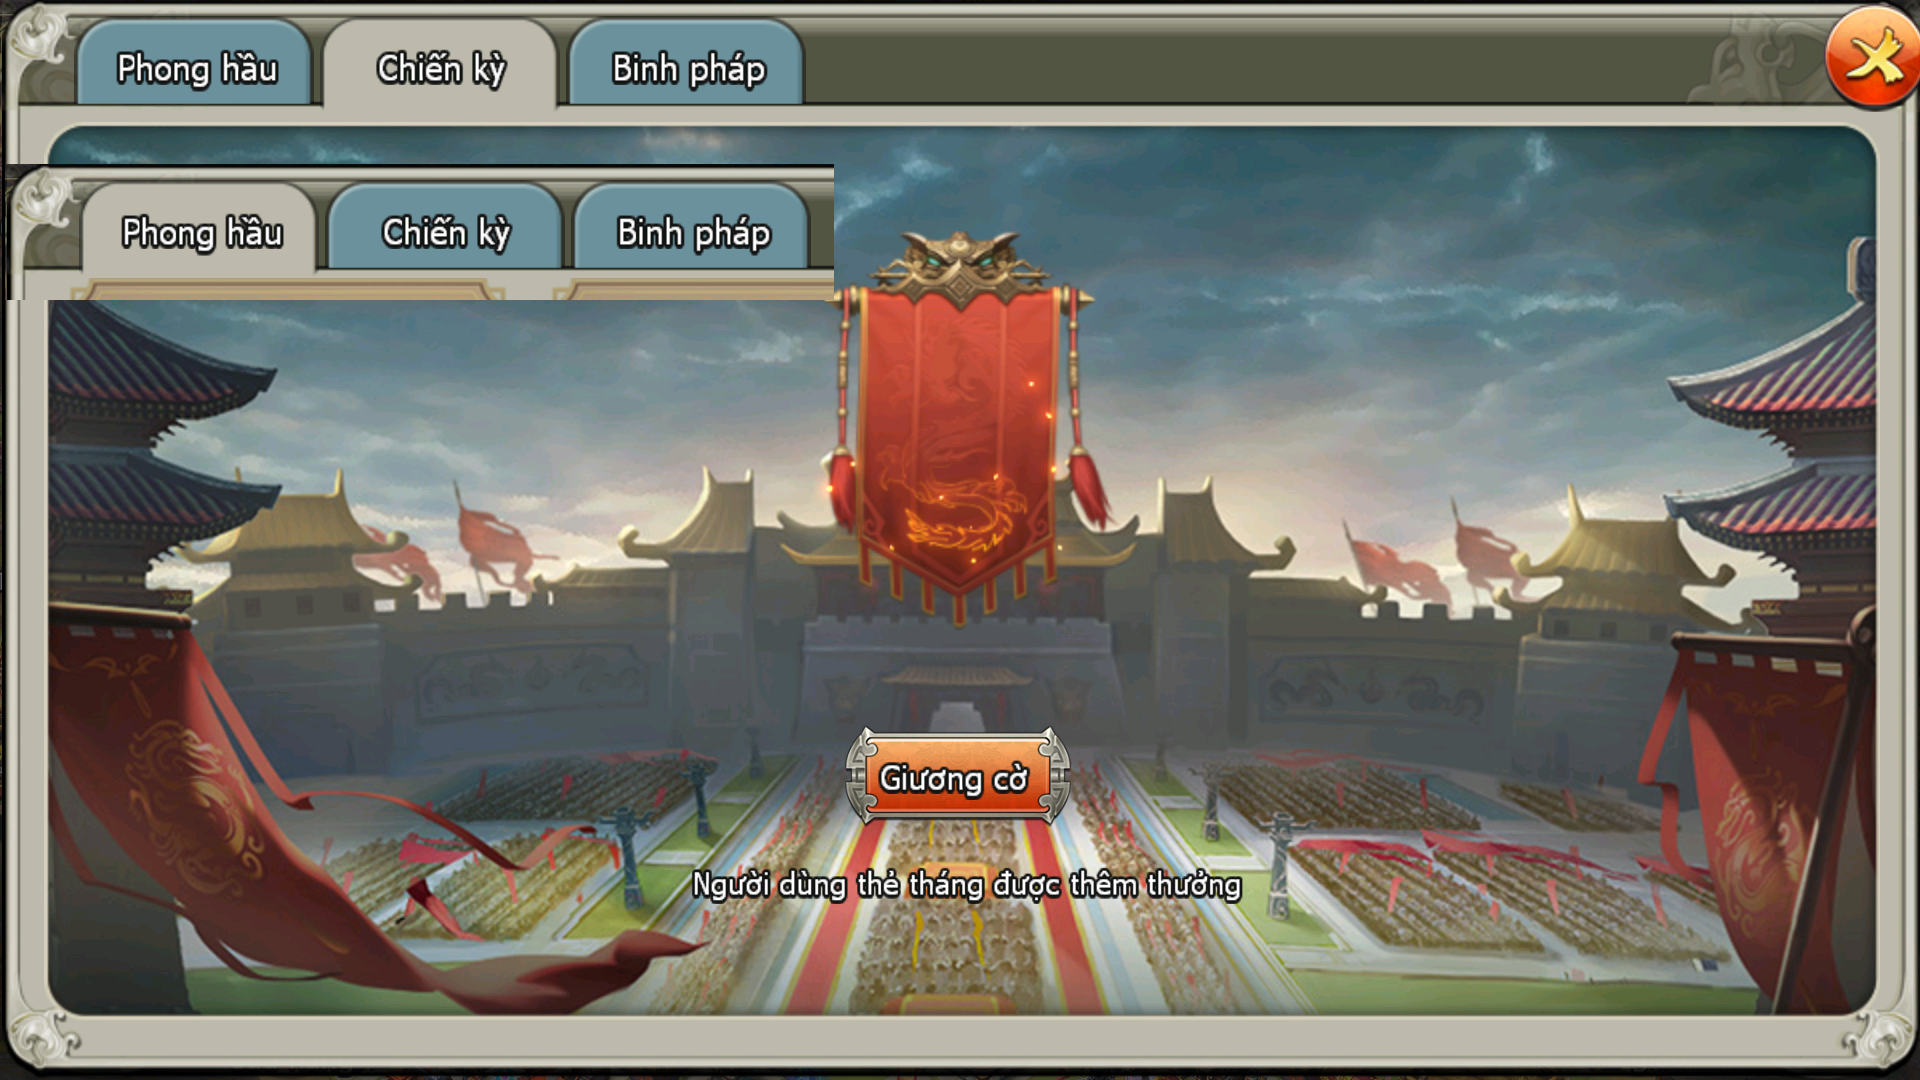 Phong hầu
Chiến kỳ
Binh pháp
Phong hầu
Chiến kỳ
Binh pháp
Giương cờ
Người dùng thẻ tháng được thêm thưởng